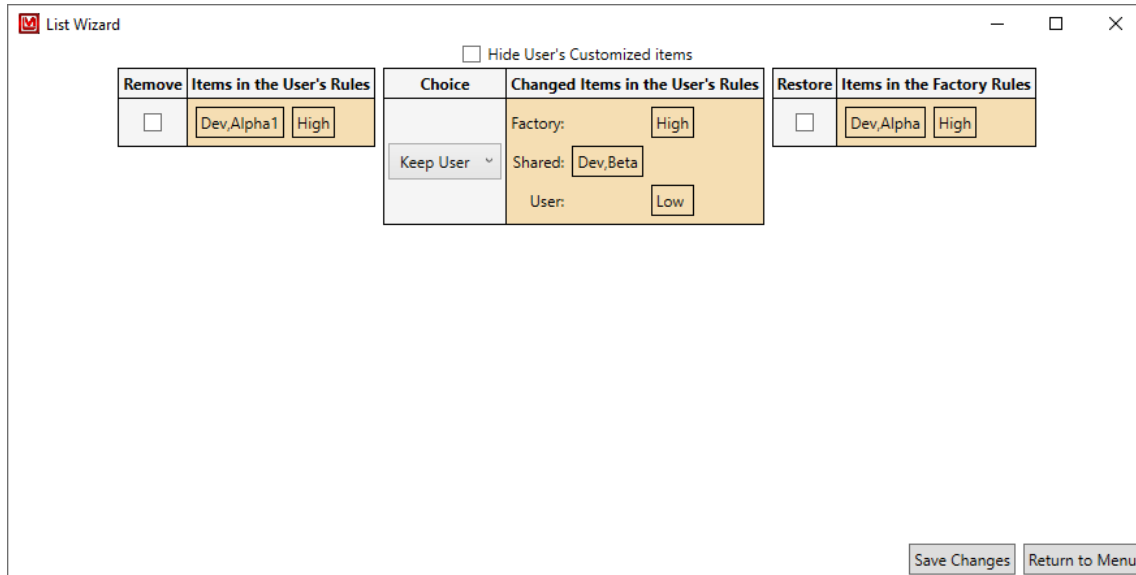 List Wizard
Hide User's Customized items
Remove Items in the User's Rules Choice Changed Items in the User's Rules Restore Items in the Factory Rules
Dev,Alpha1 High Factory: High Dev,Alpha High
Keep User Shared: Dev,Beta
User: Low
Save Changes Return to Menu